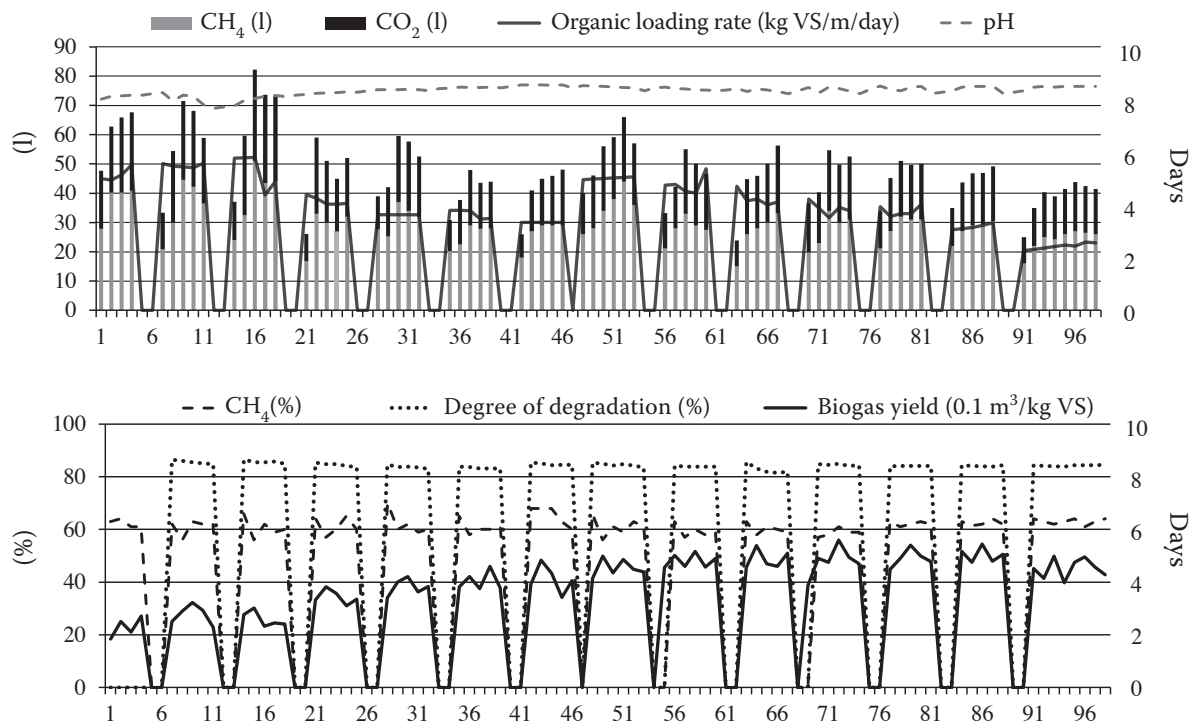 CH₄ (l) CO₂ (l) Organic loading rate (kg VS/m/day) pH
90 10
80
70 8
60
50 6
40
30 4
20 2
10
0 0
(l)
Days
1 6 11 16 21 26 31 36 41 46 51 56 61 66 71 76 81 86 91 96
CH₄(%) Degree of degradation (%) Biogas yield (0.1 m³/kg VS)
100 10
80 8
60 6
40 4
20 2
0 0
(%)
Days
1 6 11 16 21 26 31 36 41 46 51 56 61 66 71 76 81 86 91 96